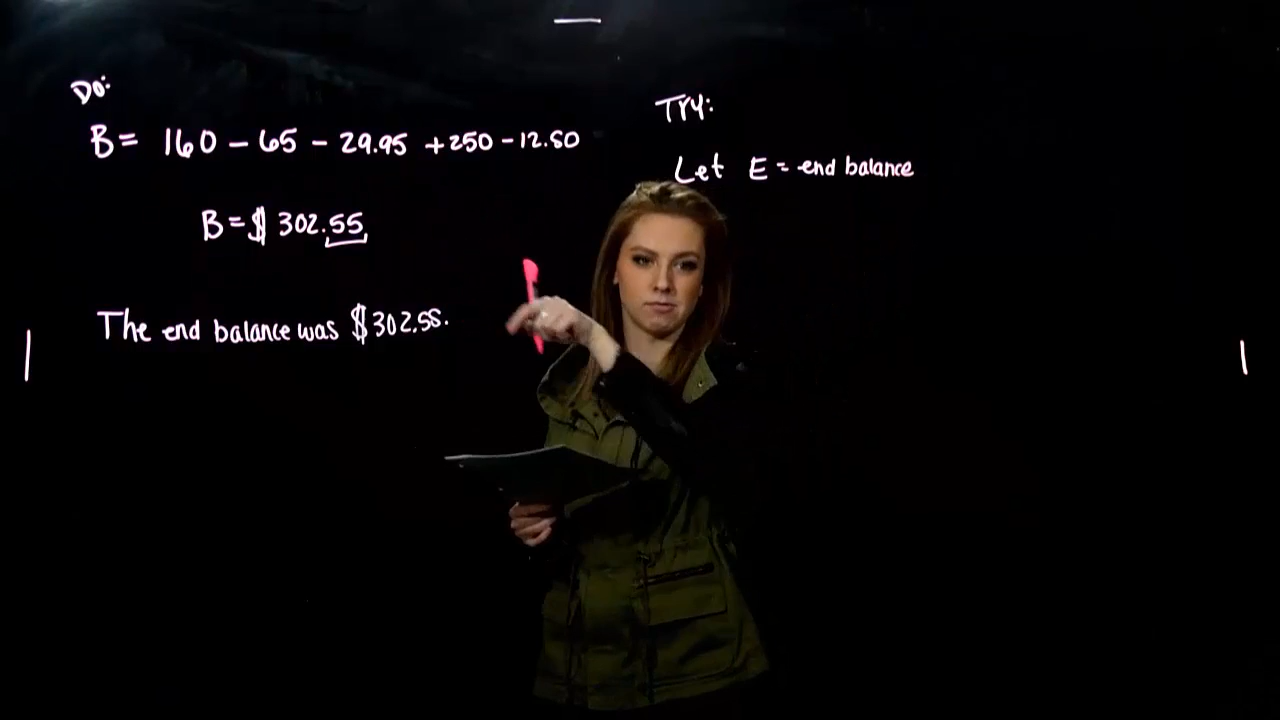 DO:
B = 160 - 65 - 29.95 + 250 - 12.50
B = $ 302.55
The end balance was $302.55.
TRY:
Let E = end balance